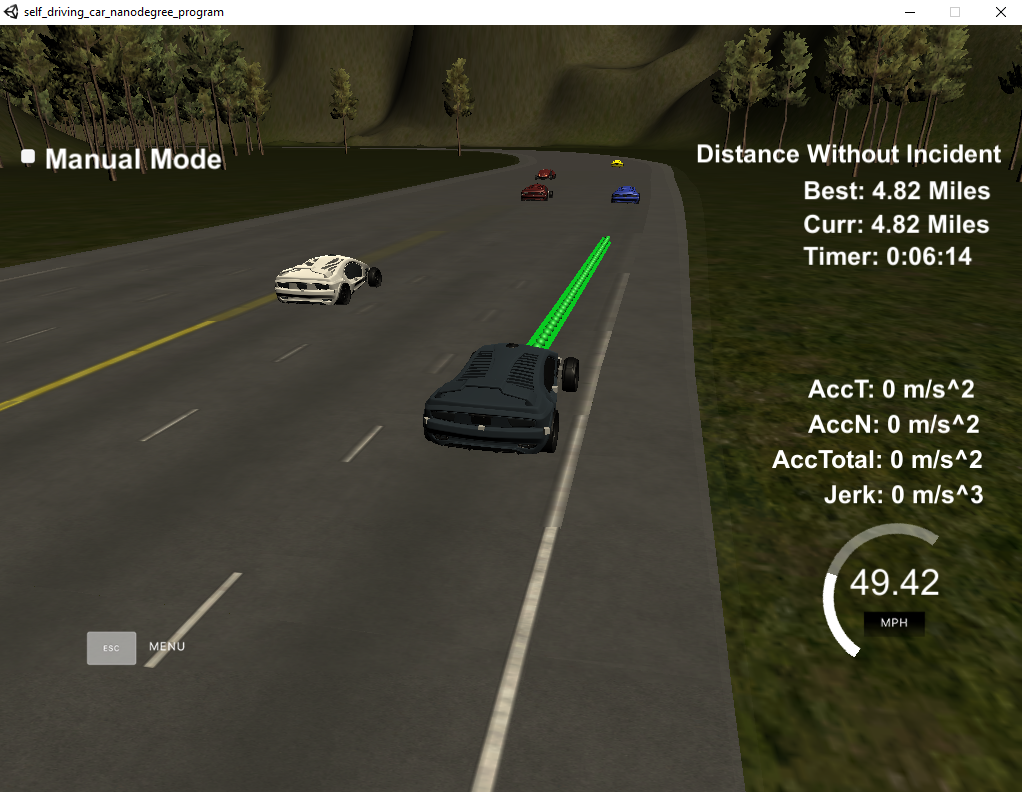 self_driving_car_nanodegree_program
Manual Mode
Distance Without Incident
Best: 4.82 Miles
Curr: 4.82 Miles
Timer: 0:06:14
AccT: 0 m/s^2
AccN: 0 m/s^2
AccTotal: 0 m/s^2
Jerk: 0 m/s^3
49.42
MPH
ESC MENU